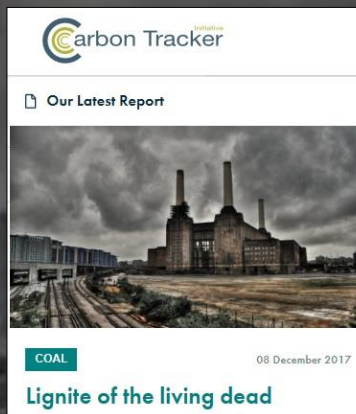 Initiative
Carbon Tracker
Our Latest Report
COAL
08 December 2017
Lignite of the living dead